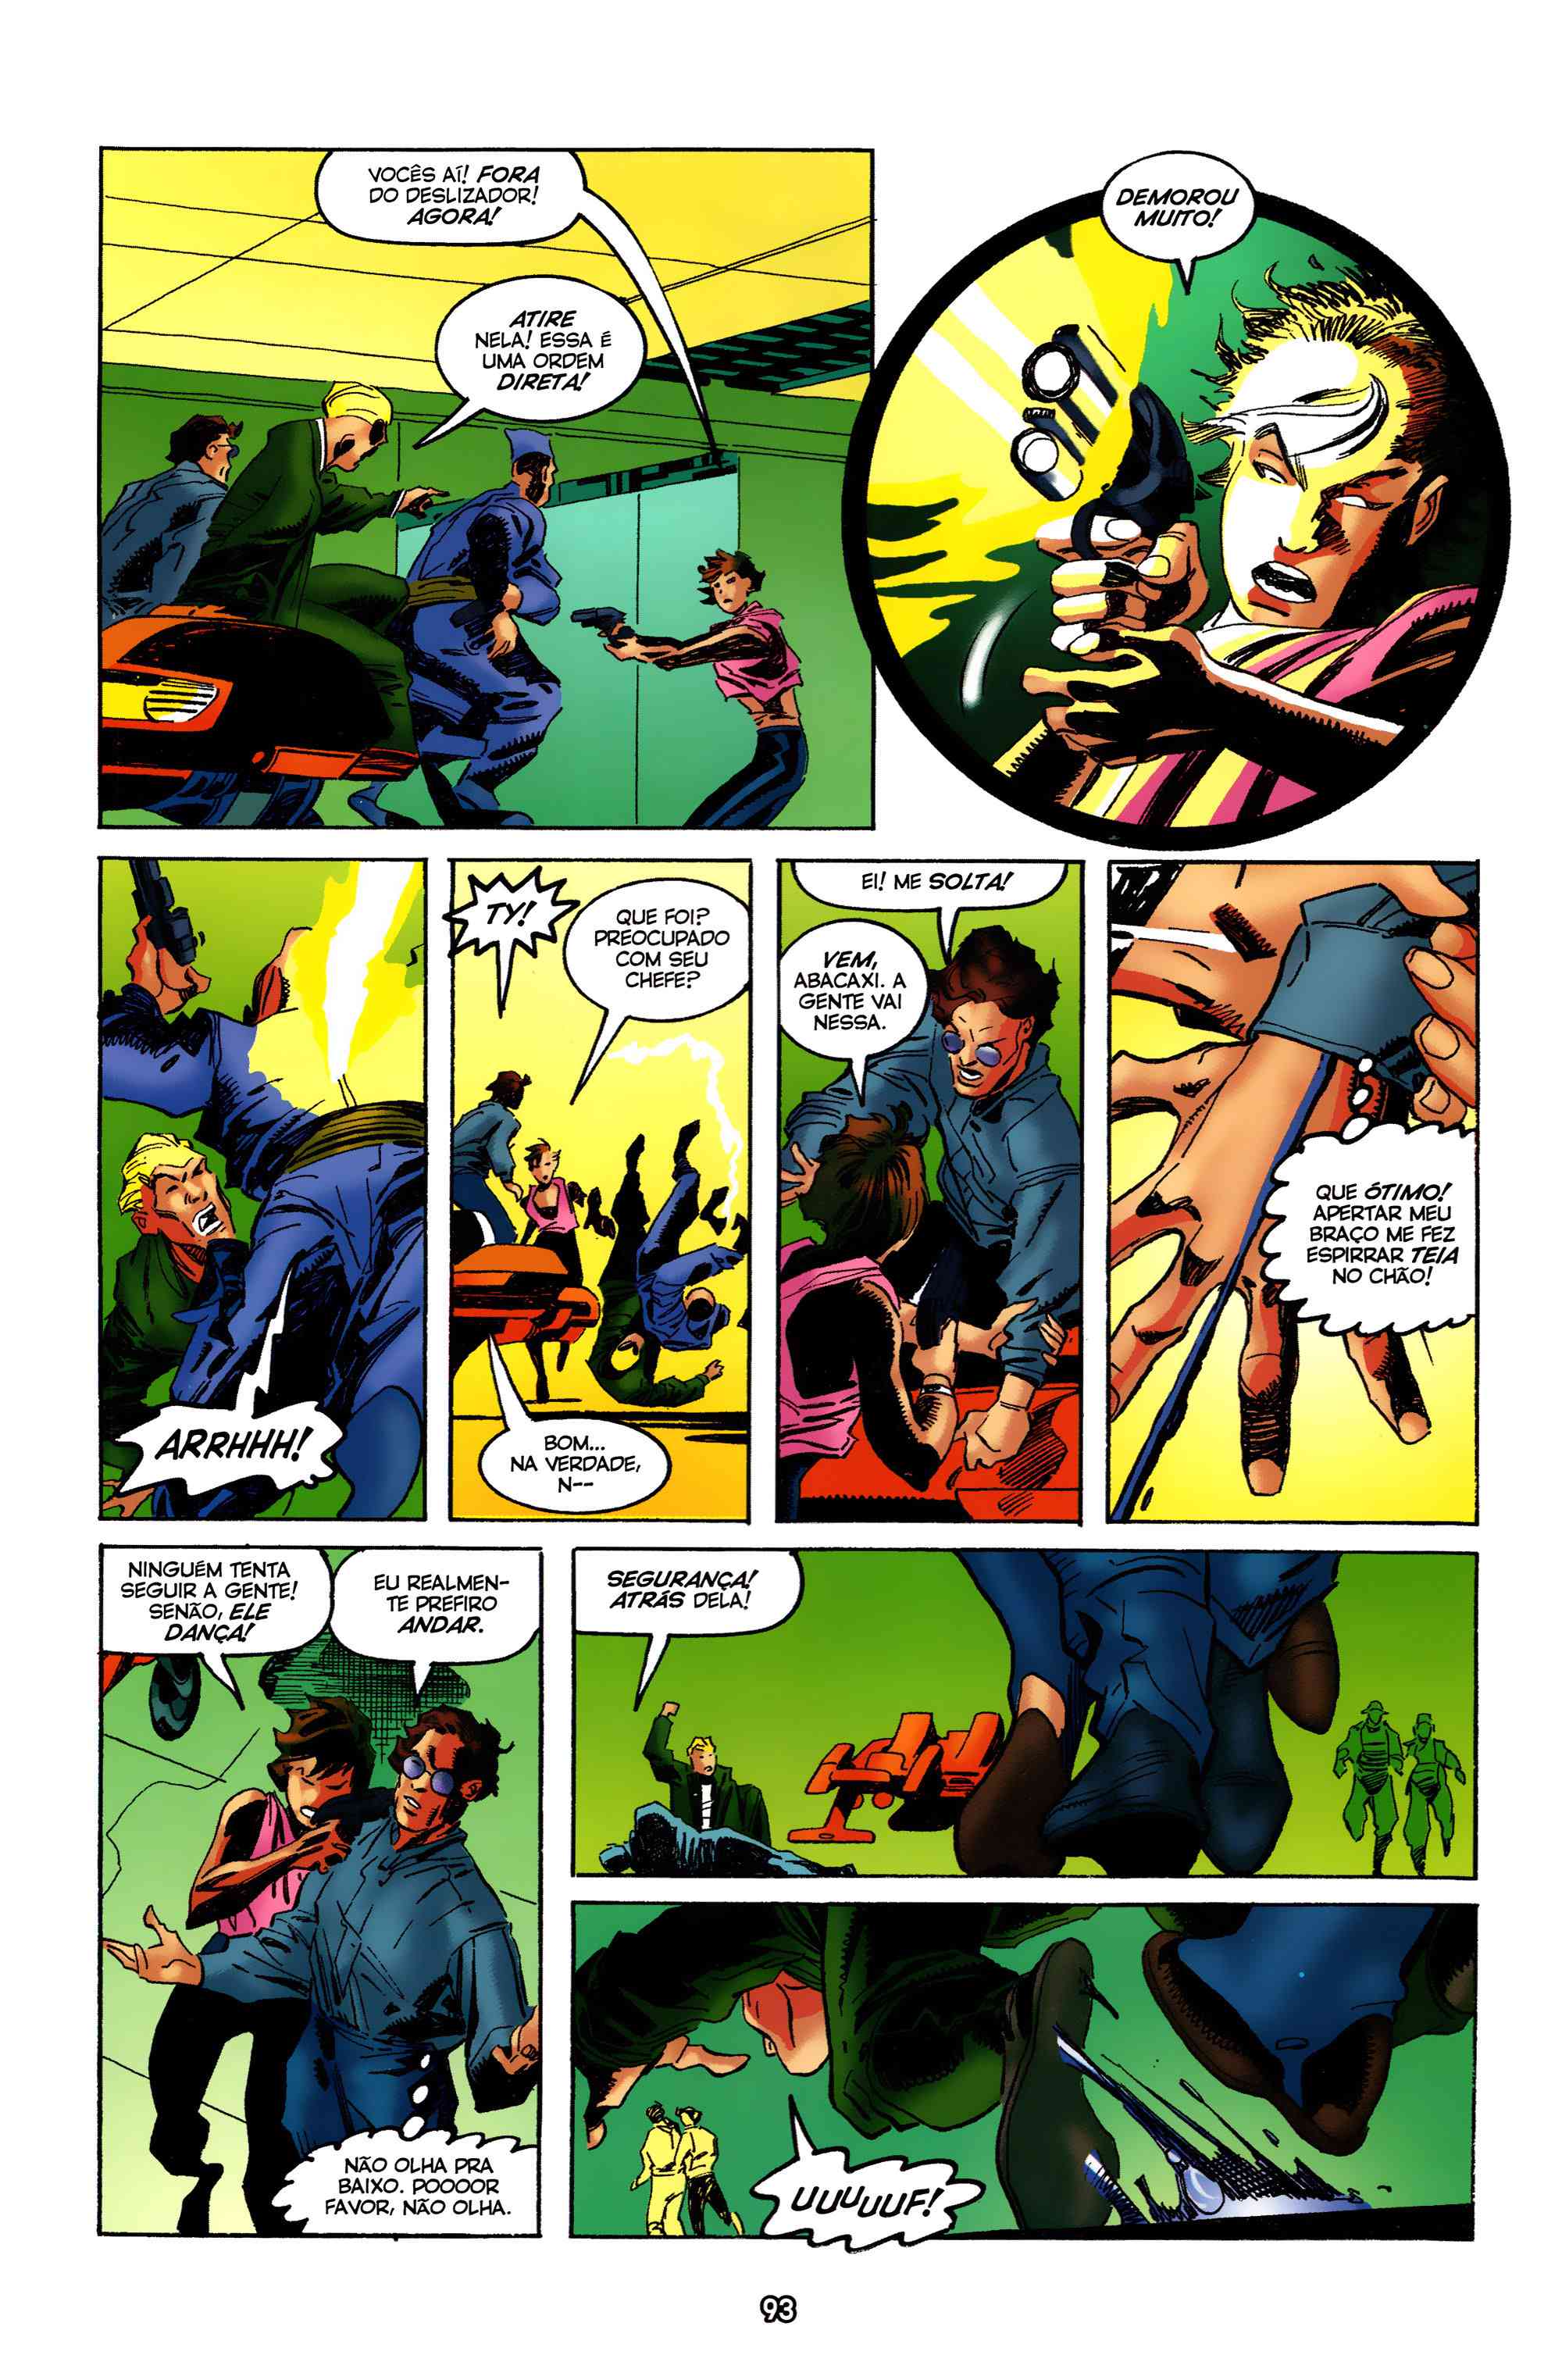 VOCÊS AÍ! FORA
DO DESLIZADOR!
AGORA!
ATIRE
NELA! ESSA É
UMA ORDEM
DIRETA!
DEMOROU
MUITO!
ARRHHH!
TY!
QUE FOI?
PREOCUPADO
COM SEU
CHEFE?
BOM...
NA VERDADE,
N--
EI! ME SOLTA!
VEM,
ABACAXI. A
GENTE VAI
NESSA.
QUE ÓTIMO!
APERTAR MEU
BRAÇO ME FEZ
ESPIRRAR TEIA
NO CHÃO!
NINGUÉM TENTA
SEGUIR A GENTE!
SENÃO, ELE
DANÇA!
EU REALMEN-
TE PREFIRO
ANDAR.
NÃO OLHA PRA
BAIXO. POOOOR
FAVOR, NÃO OLHA.
SEGURANÇA!
ATRÁS DELA!
UUUUUF!
93